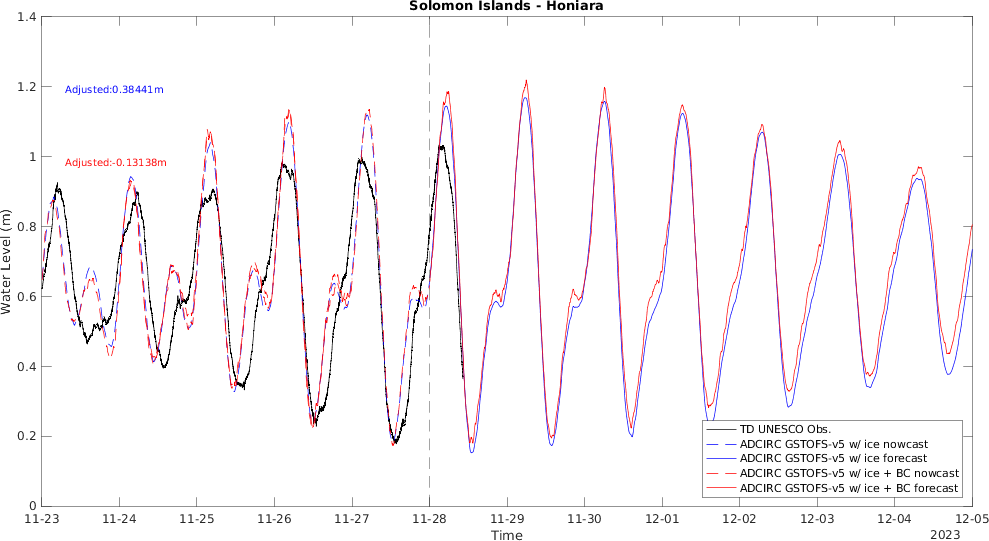 Solomon Islands - Honiara
Water Level (m)
1.4
1.2
1
0.8
0.6
0.4
0.2
0
Adjusted:0.38441m
Adjusted:-0.13138m
TD UNESCO Obs.
ADCIRC GSTOFS-v5 w/ ice nowcast
ADCIRC GSTOFS-v5 w/ ice forecast
ADCIRC GSTOFS-v5 w/ ice + BC nowcast
ADCIRC GSTOFS-v5 w/ ice + BC forecast
11-23 11-24 11-25 11-26 11-27 11-28 11-29 11-30 12-01 12-02 12-03 12-04 12-05
Time
2023